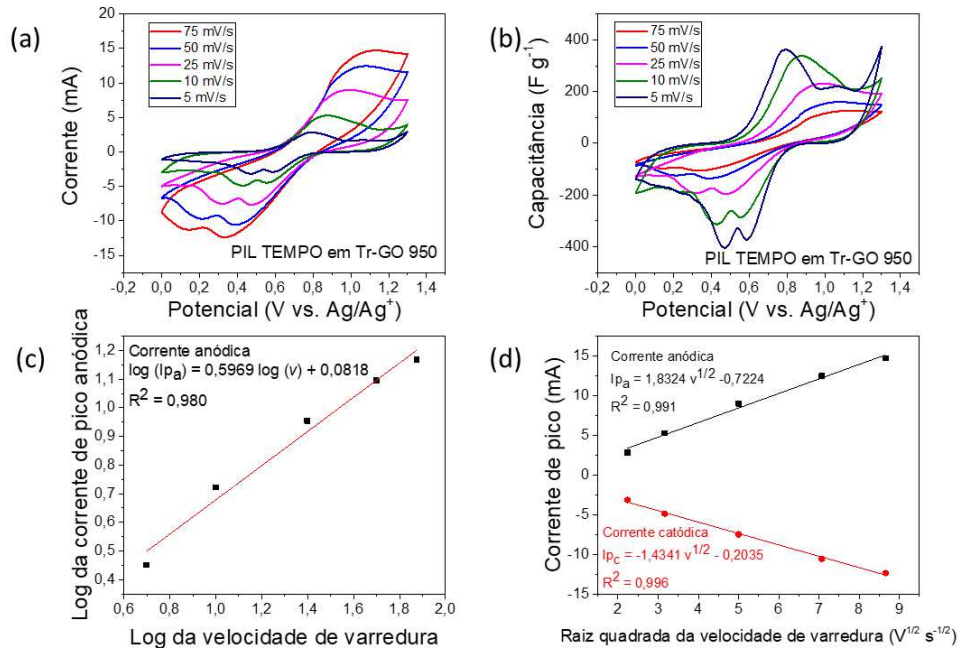 (a)
75 mV/s
50 mV/s
25 mV/s
10 mV/s
5 mV/s
20
15
10
5
0
-5
-10
-15
Corrente (mA)
PIL TEMPO em Tr-GO 950
0,0 0,2 0,4 0,6 0,8 1,0 1,2 1,4
-0,2
Potencial (V vs. Ag/Ag+)
(b)
75 mV/s
50 mV/s
25 mV/s
10 mV/s
5 mV/s
400
200
0
-200
-400
Capacitância (F g-1)
PIL TEMPO em Tr-GO 950
-0,2 0,0 0,2 0,4 0,6 0,8 1,0 1,2 1,4
Potencial (V vs. Ag/Ag+)
(c)
Corrente anódica
log (Ipa) = 0,5969 log (v) + 0,0818
R2 = 0,980
1,2
1,1
1,0
0,9
0,8
0,7
0,6
0,5
0,4
Log da corrente de pico anódica
0,6 0,8 1,0 1,2 1,4 1,6 1,8 2,0
Log da velocidade de varredura
(d)
Corrente anódica
Ipa = 1,8324 v1/2 -0,7224
R2 = 0,991
15
10
5
0
-5
-10
-15
Corrente de pico (mA)
Corrente catódica
Ipc = -1,4341 v1/2 - 0,2035
R2 = 0,996
2 3 4 5 6 7 8 9
Raiz quadrada da velocidade de varredura (V1/2 s-1/2)